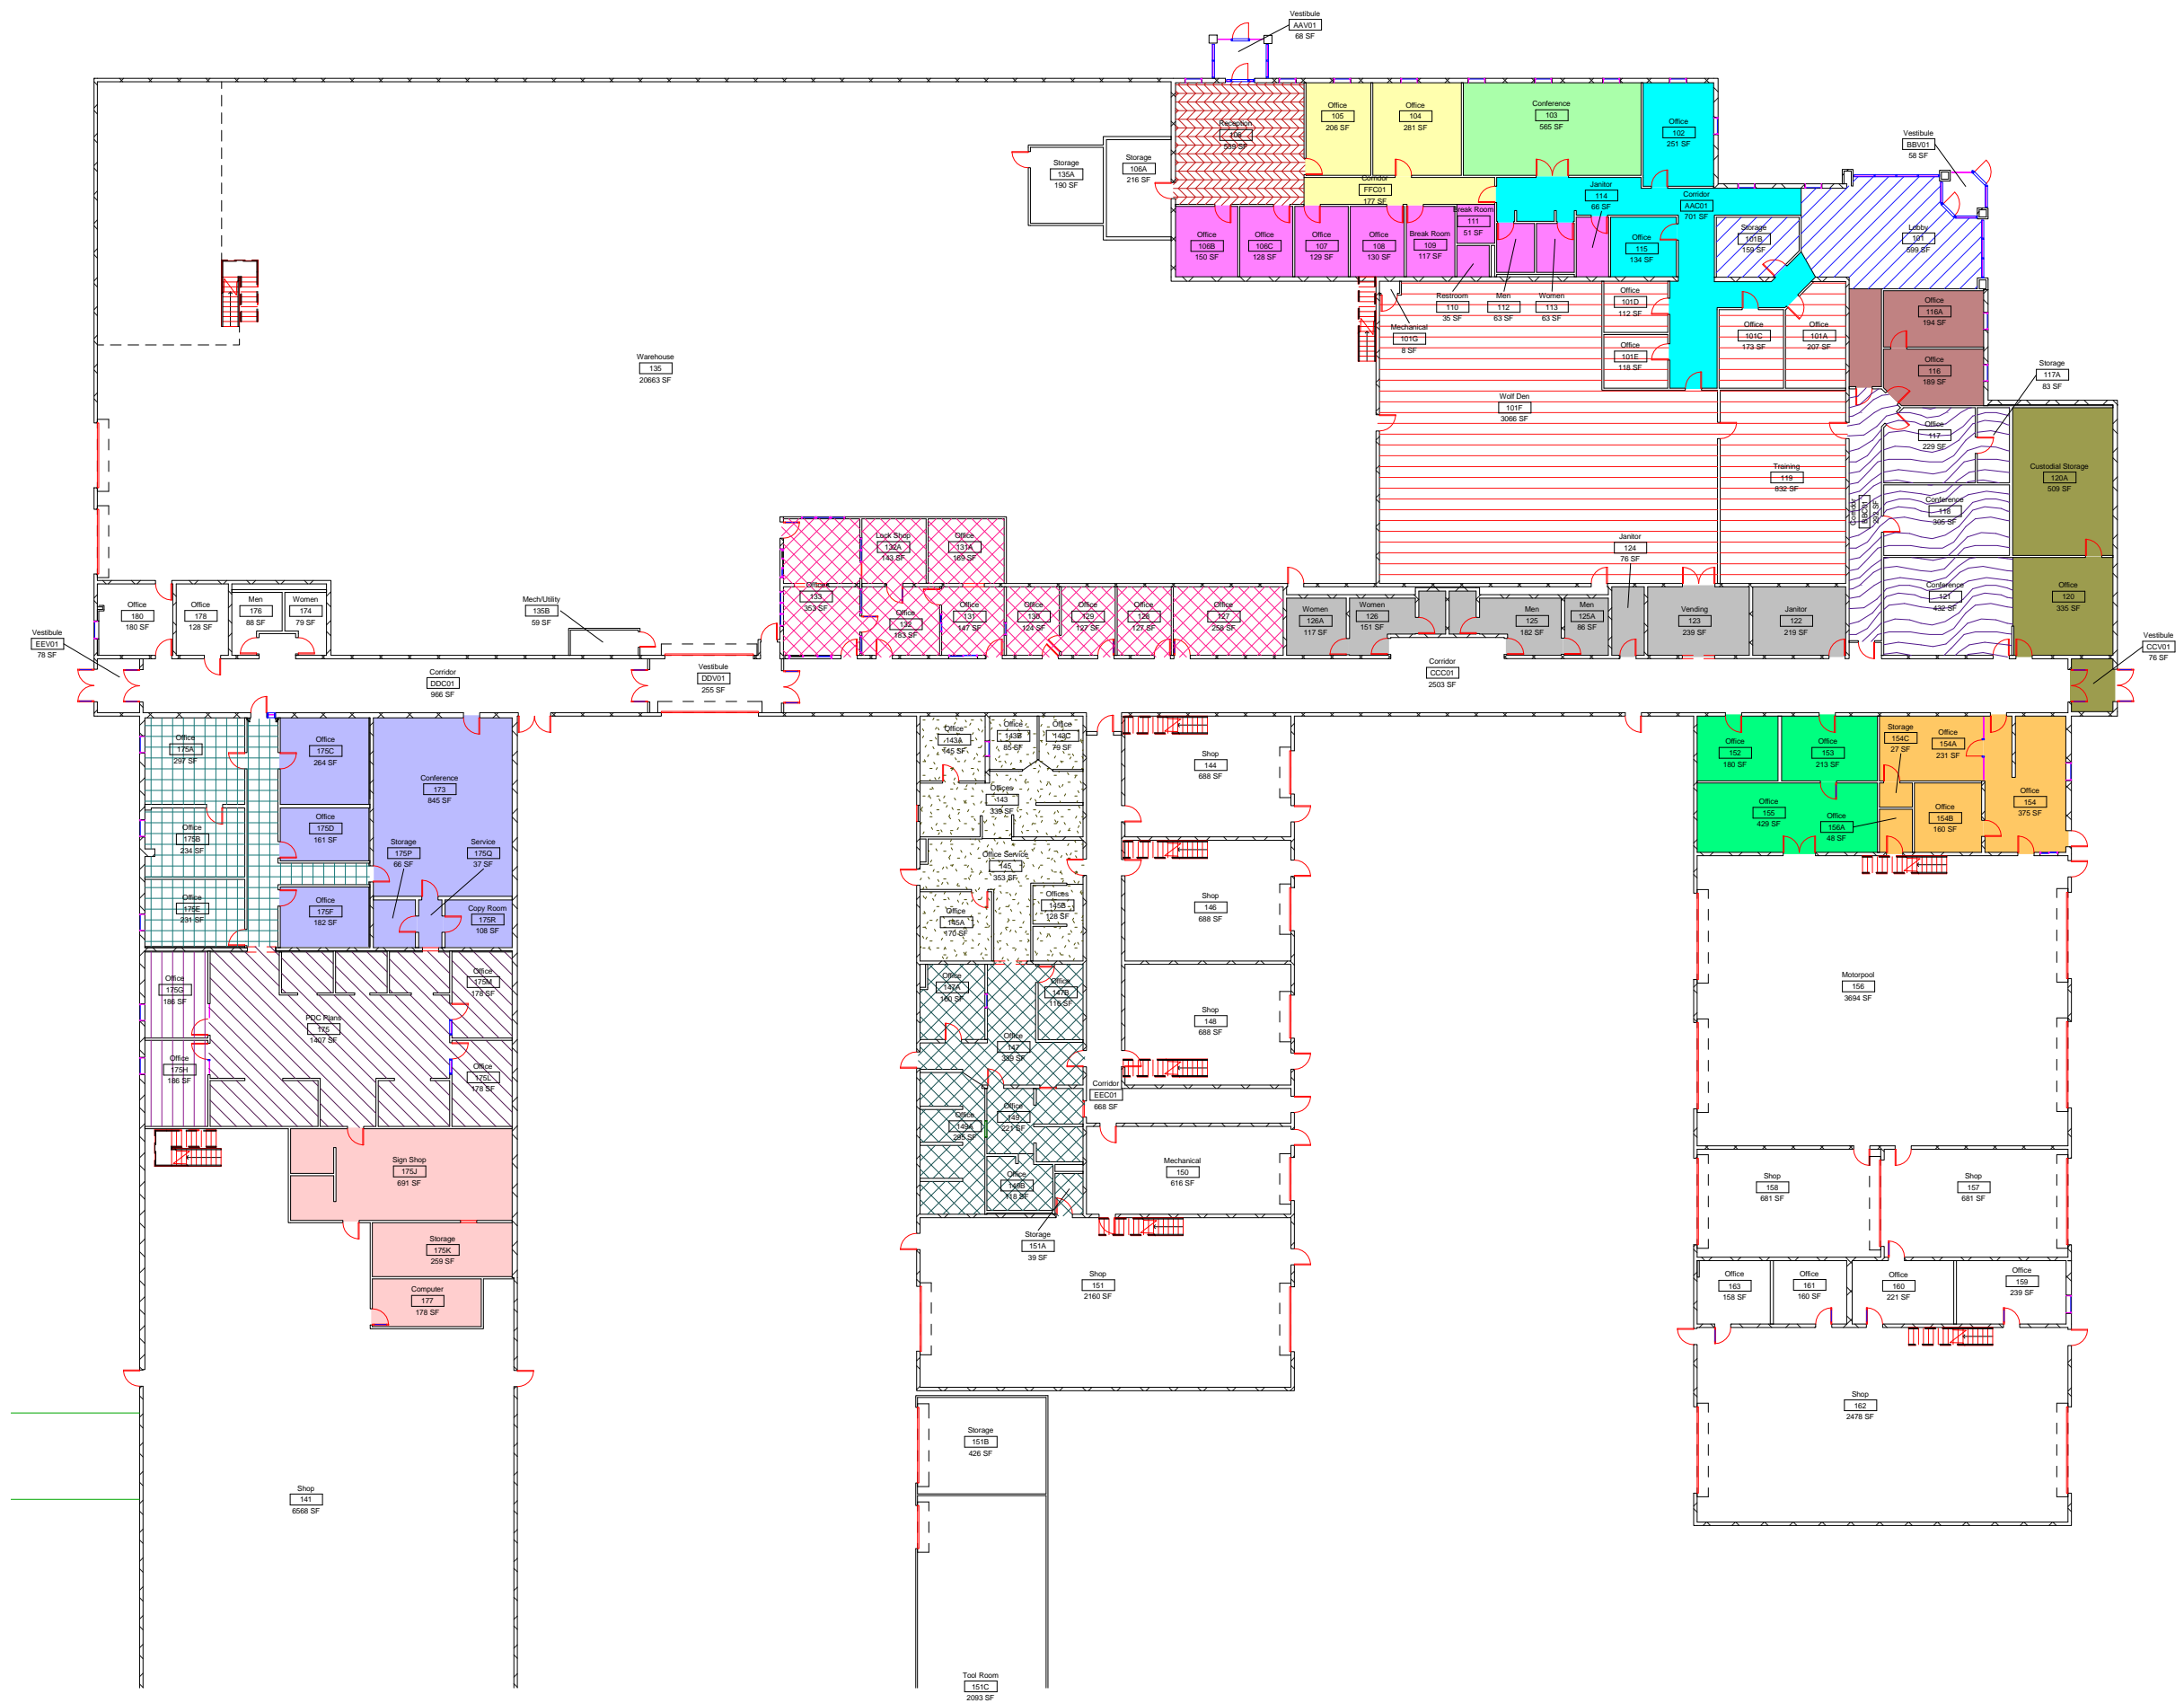 Vestibule
AAV01
68 SF
Reception
106
Office
105
206 SF
Office
104
281 SF
Conference
103
565 SF
Office
102
251 SF
Vestibule
BBV01
58 SF
Storage
135A
190 SF
Storage
106A
216 SF
Corridor
FFC01
177 SF
Janitor
114
66 SF
Corridor
AAC01
701 SF
Office
106B
150 SF
Office
106C
128 SF
Office
107
129 SF
Office
108
130 SF
Break Room
109
117 SF
Break Room
111
51 SF
Office
115
134 SF
Storage
101B
159 SF
Lobby
101
599 SF
Restroom
110
35 SF
Men
112
63 SF
Women
113
63 SF
Mechanical
101G
8 SF
Office
101D
112 SF
Office
101E
118 SF
Office
101C
173 SF
Office
101A
207 SF
Office
116A
194 SF
Office
116
189 SF
Storage
117A
83 SF
Warehouse
135
20663 SF
Wolf Den
101F
3066 SF
Training
119
832 SF
Office
117
229 SF
Conference
118
305 SF
Custodial Storage
120A
509 SF
Corridor
BBC01
Lock Shop
132A
143 SF
Office
131A
169 SF
Janitor
124
76 SF
Office
133
353 SF
Office
132
183 SF
Office
131
147 SF
Office
130
124 SF
Office
129
127 SF
Office
128
127 SF
Office
127
258 SF
Women
126A
117 SF
Women
126
151 SF
Men
125
182 SF
Men
125A
86 SF
Vending
123
239 SF
Janitor
122
219 SF
Conference
121
432 SF
Office
120
335 SF
Office
180
180 SF
Office
178
128 SF
Men
176
88 SF
Women
174
79 SF
Mech/Utility
135B
59 SF
Vestibule
EEV01
78 SF
Corridor
DDC01
966 SF
Vestibule
DDV01
255 SF
Corridor
CCC01
2503 SF
Vestibule
CCV01
76 SF
Office
175A
297 SF
Office
175C
264 SF
Conference
173
845 SF
Office
175B
234 SF
Office
175D
161 SF
Storage
175P
66 SF
Service
175Q
37 SF
Office
175E
231 SF
Office
175F
182 SF
Copy Room
175R
108 SF
Office
143A
145 SF
Office
143B
85 SF
Office
143C
79 SF
Offices
143
339 SF
Office Service
145
353 SF
Office
145A
170 SF
Offices
145B
128 SF
Shop
144
688 SF
Shop
146
688 SF
Shop
148
688 SF
Office
152
180 SF
Office
153
213 SF
Storage
154C
27 SF
Office
154A
231 SF
Office
154
375 SF
Office
155
429 SF
Office
156A
48 SF
Office
154B
160 SF
Office
175G
186 SF
PDC Plans
175
1407 SF
Office
175M
178 SF
Office
175H
186 SF
Office
175L
178 SF
Office
147A
160 SF
Office
147B
116 SF
Office
147
339 SF
Office
149A
Office
149
221 SF
Office
149B
118 SF
Corridor
EEC01
668 SF
Mechanical
150
616 SF
Storage
151A
39 SF
Motorpool
156
3694 SF
Sign Shop
175J
691 SF
Storage
175K
259 SF
Computer
177
178 SF
Shop
151
2160 SF
Shop
158
681 SF
Shop
157
681 SF
Office
163
158 SF
Office
161
160 SF
Office
160
221 SF
Office
159
239 SF
Shop
162
2478 SF
Storage
151B
426 SF
Shop
141
6568 SF
Tool Room
151C
2093 SF